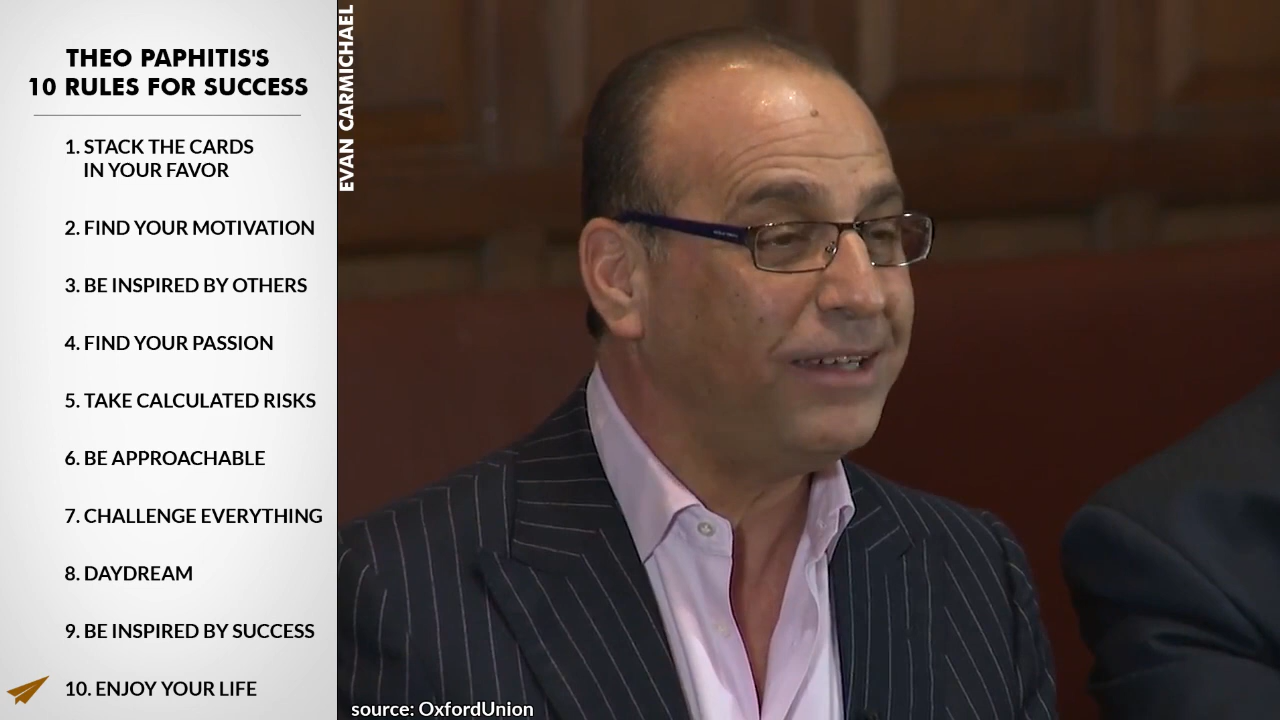 THEO PAPHITIS'S
10 RULES FOR SUCCESS
1. STACK THE CARDS
IN YOUR FAVOR
2. FIND YOUR MOTIVATION
3. BE INSPIRED BY OTHERS
4. FIND YOUR PASSION
5. TAKE CALCULATED RISKS
6. BE APPROACHABLE
7. CHALLENGE EVERYTHING
8. DAYDREAM
9. BE INSPIRED BY SUCCESS
10. ENJOY YOUR LIFE
EVAN CARMICHAEL
source: OxfordUnion